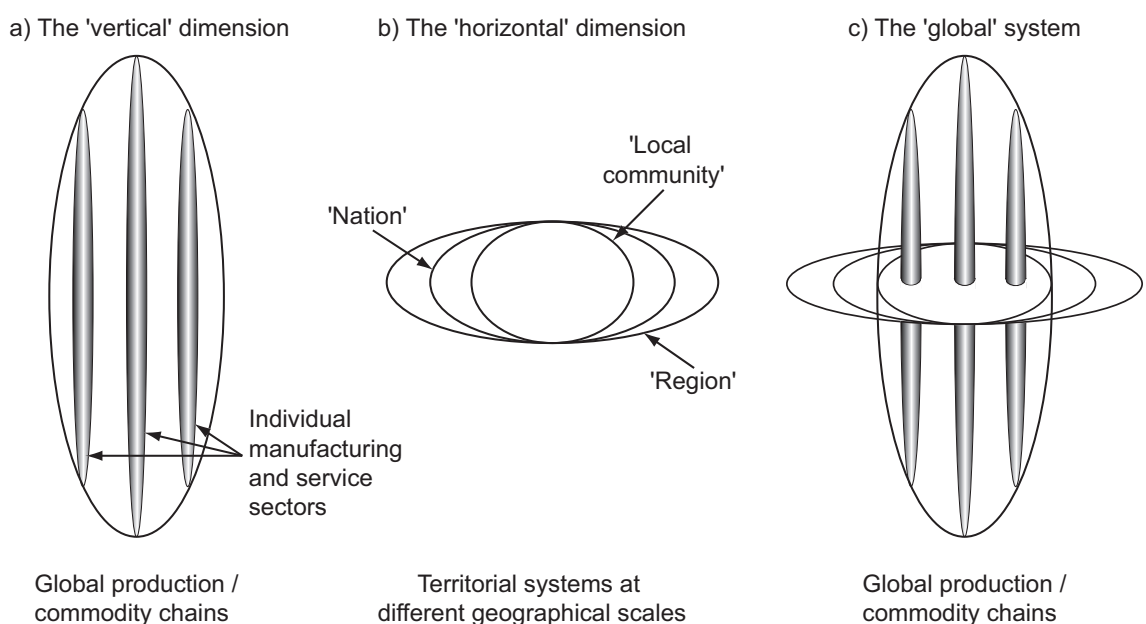 a) The 'vertical' dimension
b) The 'horizontal' dimension
c) The 'global' system
'Local
community'
'Nation'
'Region'
Individual
manufacturing
and service
sectors
Global production /
commodity chains
Territorial systems at
different geographical scales
Global production /
commodity chains